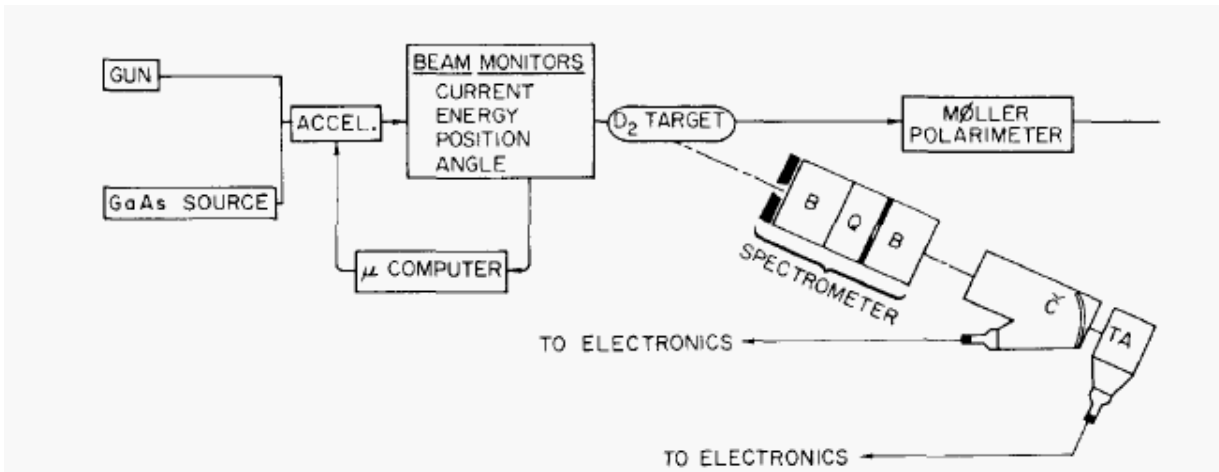 GUN
GaAs SOURCE
ACCEL.
BEAM MONITORS
CURRENT
ENERGY
POSITION
ANGLE
μ COMPUTER
D₂ TARGET
MØLLER
POLARIMETER
B
Q
B
SPECTROMETER
Č
TA
TO ELECTRONICS
TO ELECTRONICS